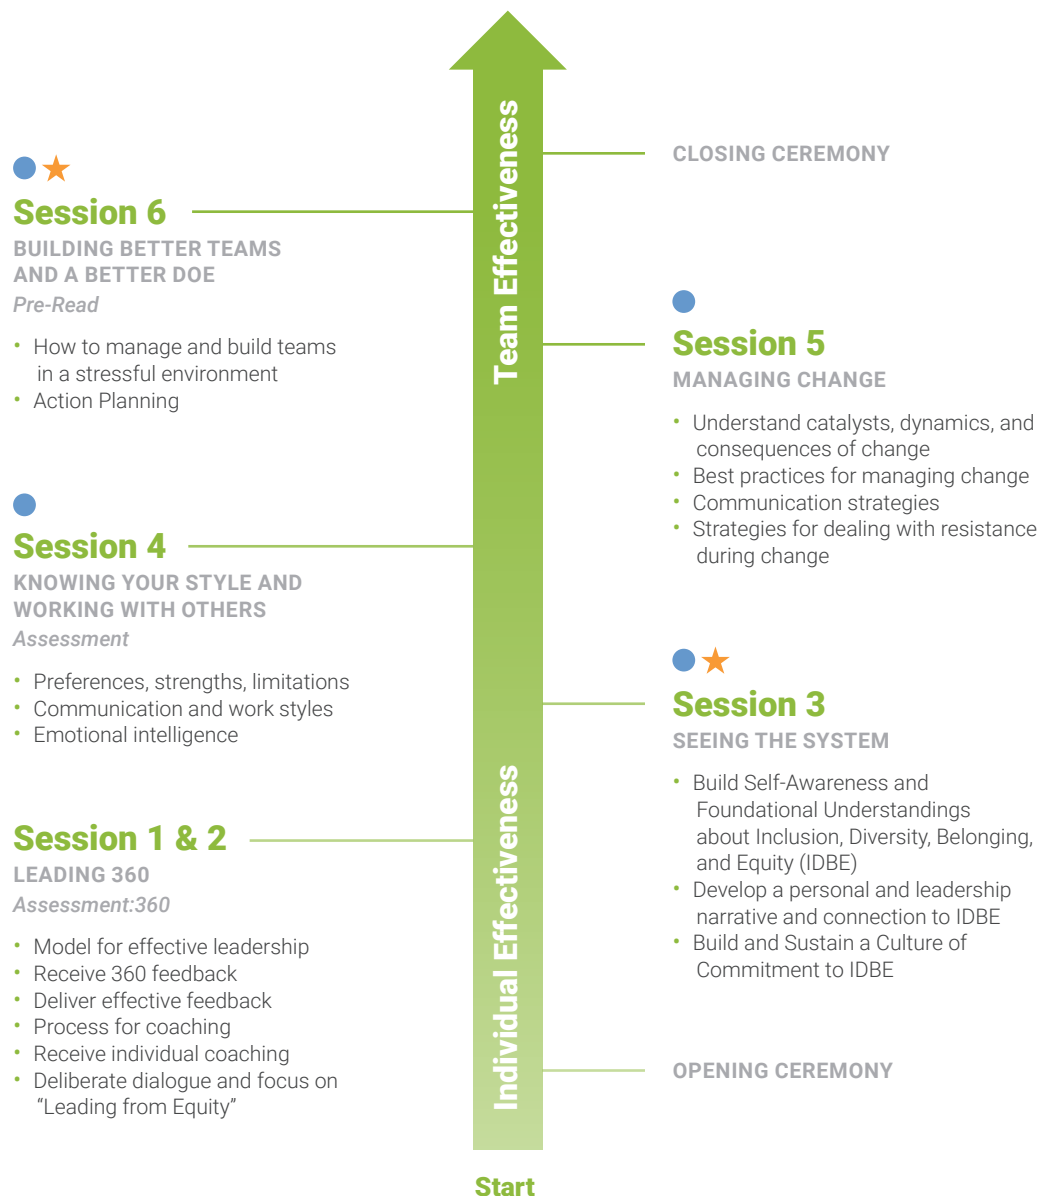 Team Effectiveness
Individual Effectiveness
Start
Session 6
BUILDING BETTER TEAMS
AND A BETTER DOE
Pre-Read
• How to manage and build teams
in a stressful environment
• Action Planning
Session 4
KNOWING YOUR STYLE AND
WORKING WITH OTHERS
Assessment
• Preferences, strengths, limitations
• Communication and work styles
• Emotional intelligence
Session 1 & 2
LEADING 360
Assessment:360
• Model for effective leadership
• Receive 360 feedback
• Deliver effective feedback
• Process for coaching
• Receive individual coaching
• Deliberate dialogue and focus on
“Leading from Equity”
CLOSING CEREMONY
Session 5
MANAGING CHANGE
• Understand catalysts, dynamics, and
consequences of change
• Best practices for managing change
• Communication strategies
• Strategies for dealing with resistance
during change
Session 3
SEEING THE SYSTEM
• Build Self-Awareness and
Foundational Understandings
about Inclusion, Diversity, Belonging,
and Equity (IDBE)
• Develop a personal and leadership
narrative and connection to IDBE
• Build and Sustain a Culture of
Commitment to IDBE
OPENING CEREMONY